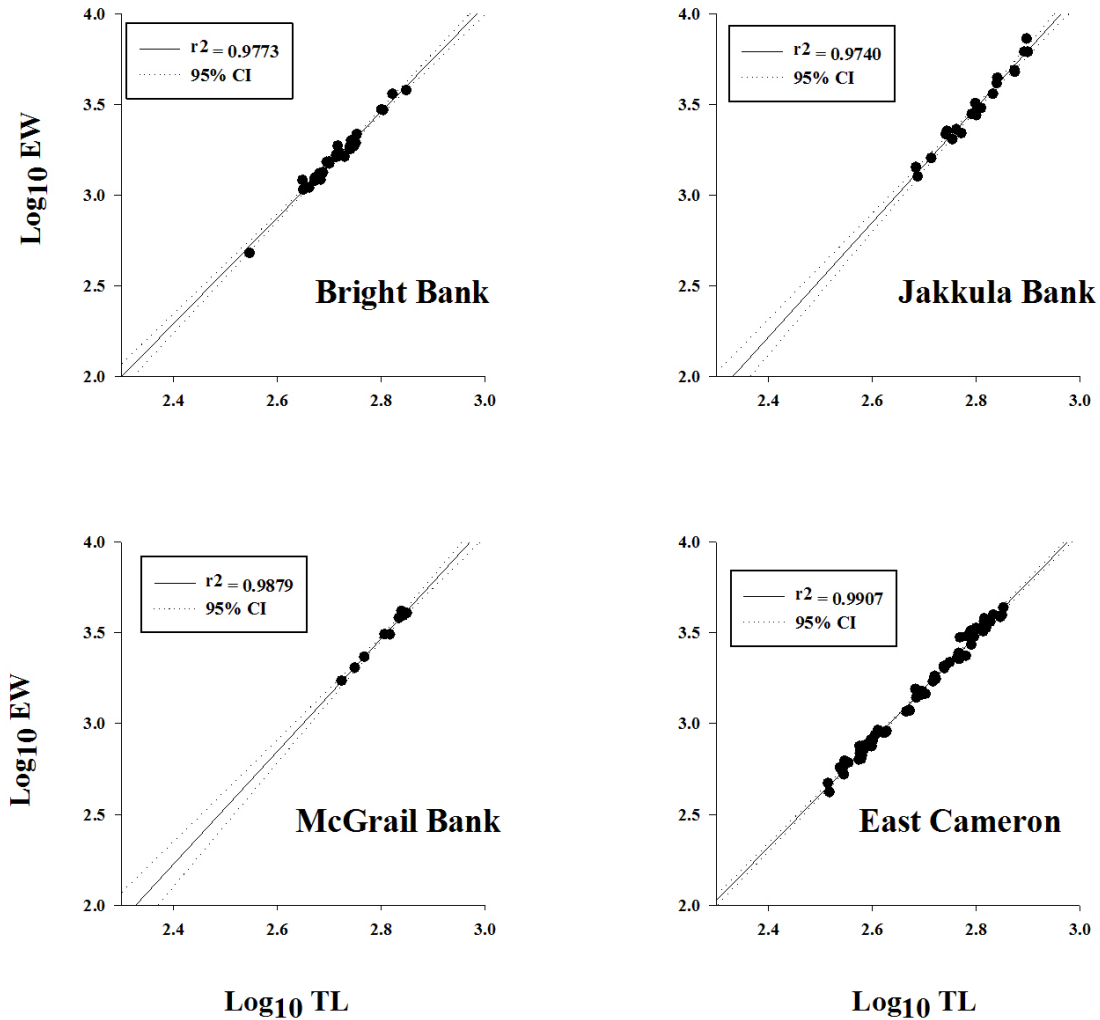 4.0
3.5
3.0
2.5
2.0
r2 = 0.9773
95% CI
Bright Bank
2.4 2.6 2.8 3.0
Log10 EW
4.0
3.5
3.0
2.5
2.0
r2 = 0.9740
95% CI
Jakkula Bank
2.4 2.6 2.8 3.0
4.0
3.5
3.0
2.5
2.0
r2 = 0.9879
95% CI
McGrail Bank
2.4 2.6 2.8 3.0
Log10 EW
Log10 TL
4.0
3.5
3.0
2.5
2.0
r2 = 0.9907
95% CI
East Cameron
2.4 2.6 2.8 3.0
Log10 TL